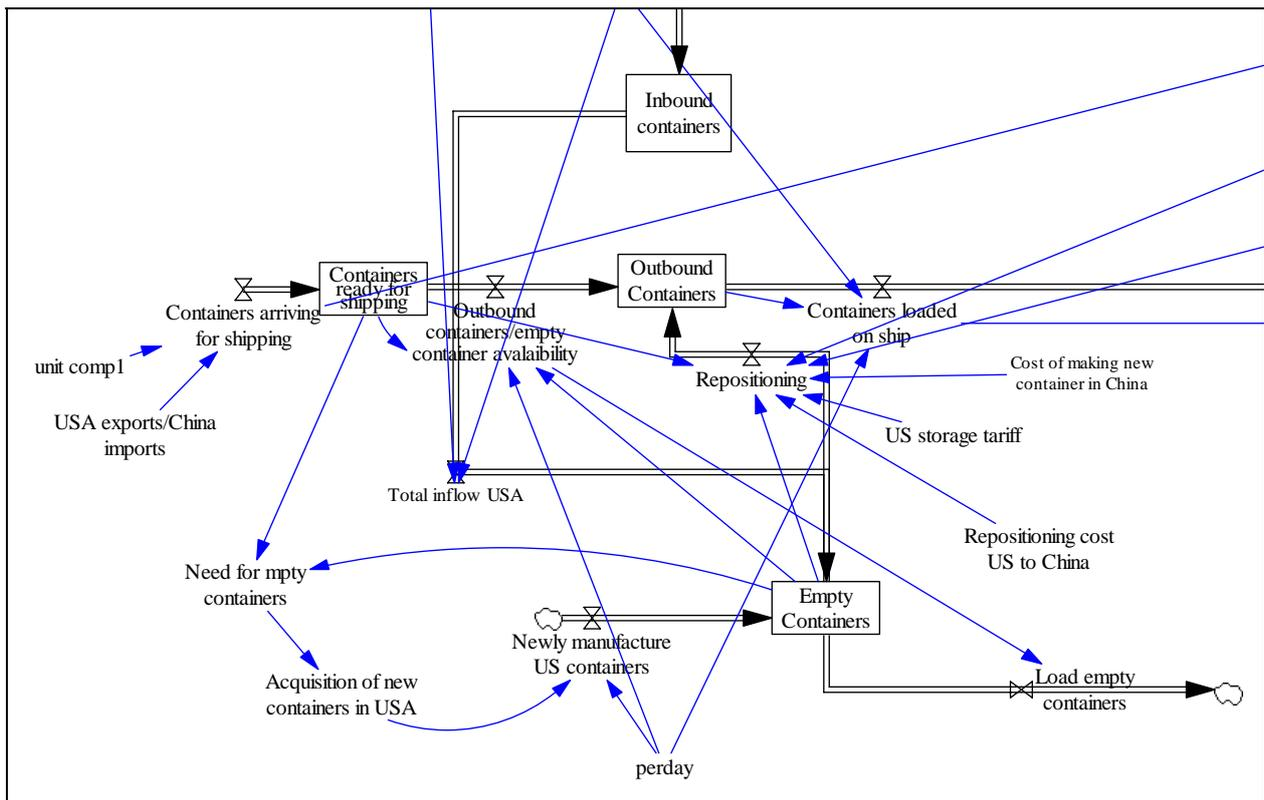 Inbound
containers
Containers
ready for
shipping
Outbound
Containers
Containers arriving
for shipping
Outbound
containers/empty
container avalaibility
Containers loaded
on ship
unit comp1
Repositioning
Cost of making new
container in China
USA exports/China
imports
US storage tariff
Total inflow USA
Repositioning cost
US to China
Need for mpty
containers
Empty
Containers
Newly manufacture
US containers
Acquisition of new
containers in USA
Load empty
containers
perday